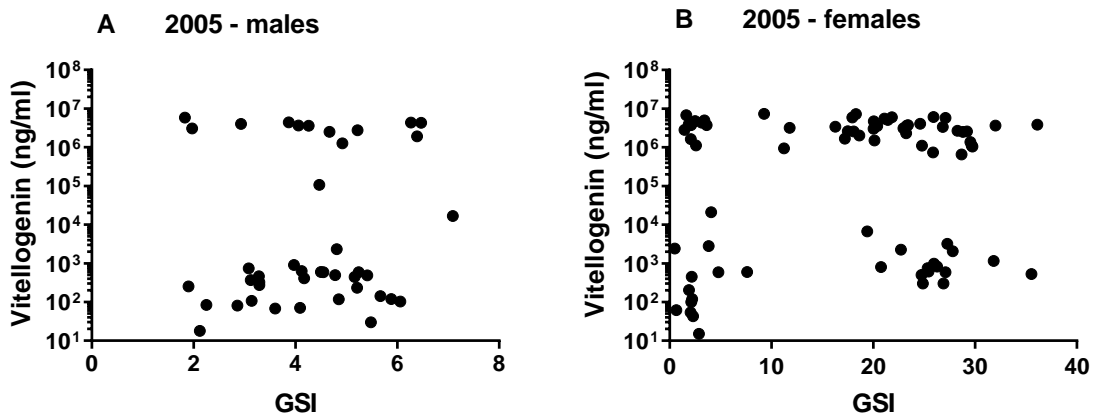 A 2005 - males
Vitellogenin (ng/ml)
10⁸
10⁷
10⁶
10⁵
10⁴
10³
10²
10¹
0 2 4 6 8
GSI
B 2005 - females
Vitellogenin (ng/ml)
10⁸
10⁷
10⁶
10⁵
10⁴
10³
10²
10¹
0 10 20 30 40
GSI